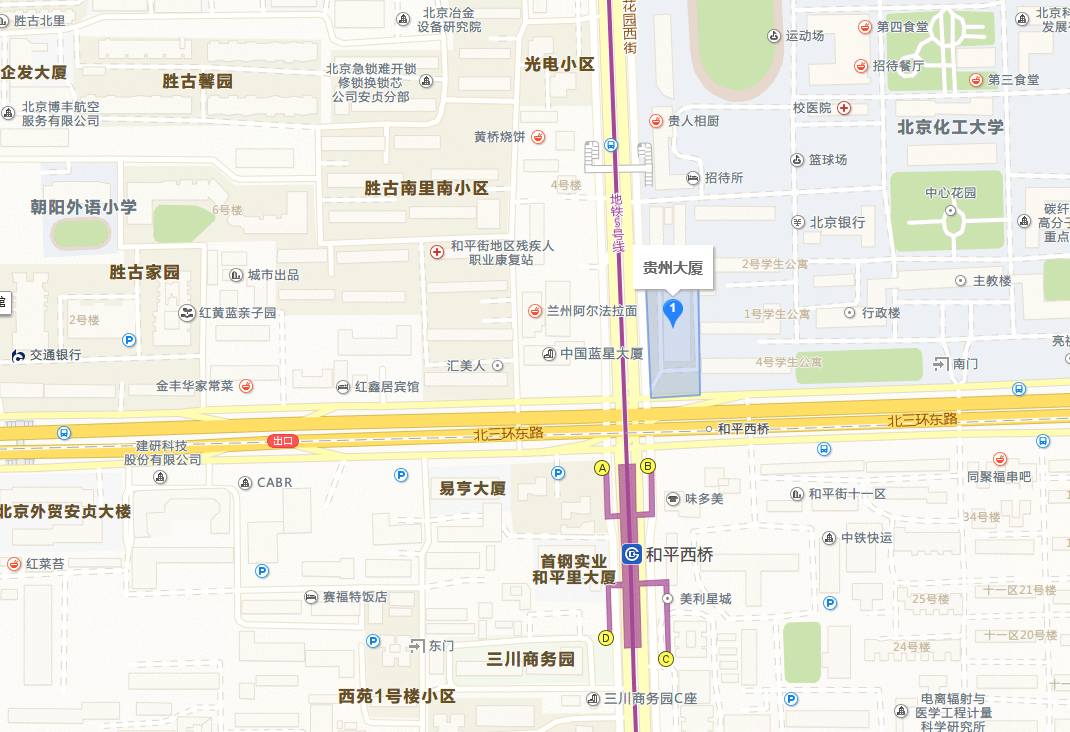 胜古北里
北京冶金
设备研究院
花园西街
运动场
第四食堂
北京科
发展
企发大厦
胜古馨园
北京急锁难开锁
修锁换锁芯
公司安贞分部
光电小区
招待餐厅
第三食堂
北京博丰航空
服务有限公司
黄桥烧饼
贵人相厨
校医院
北京化工大学
篮球场
胜古南里南小区
4号楼
招待所
朝阳外语小学
6号楼
地铁5号线
中心花园
北京银行
碳纤
高分子
重点
和平街地区残疾人
职业康复站
胜古家园
城市出品
贵州大厦
1
2号学生公寓
主教楼
馆
2号楼
红黄蓝亲子园
兰州阿尔法拉面
1号学生公寓
行政楼
交通银行
汇美人
中国蓝星大厦
4号学生公寓
南门
金丰华家常菜
红鑫居宾馆
北三环东路
北三环东路
和平西桥
出口
建研科技
股份有限公司
CABR
易亨大厦
A
B
味多美
和平街十一区
同聚福串吧
北京外贸安贞大楼
34号楼
中铁快运
首钢实业
和平里大厦
和平西桥
红菜苔
赛福特饭店
美利星城
25号楼
十一区21号楼
东门
D
C
24号楼
十一区20号楼
三川商务园
西苑1号楼小区
三川商务园C座
电离辐射与
医学工程计量
科学研究所
十一